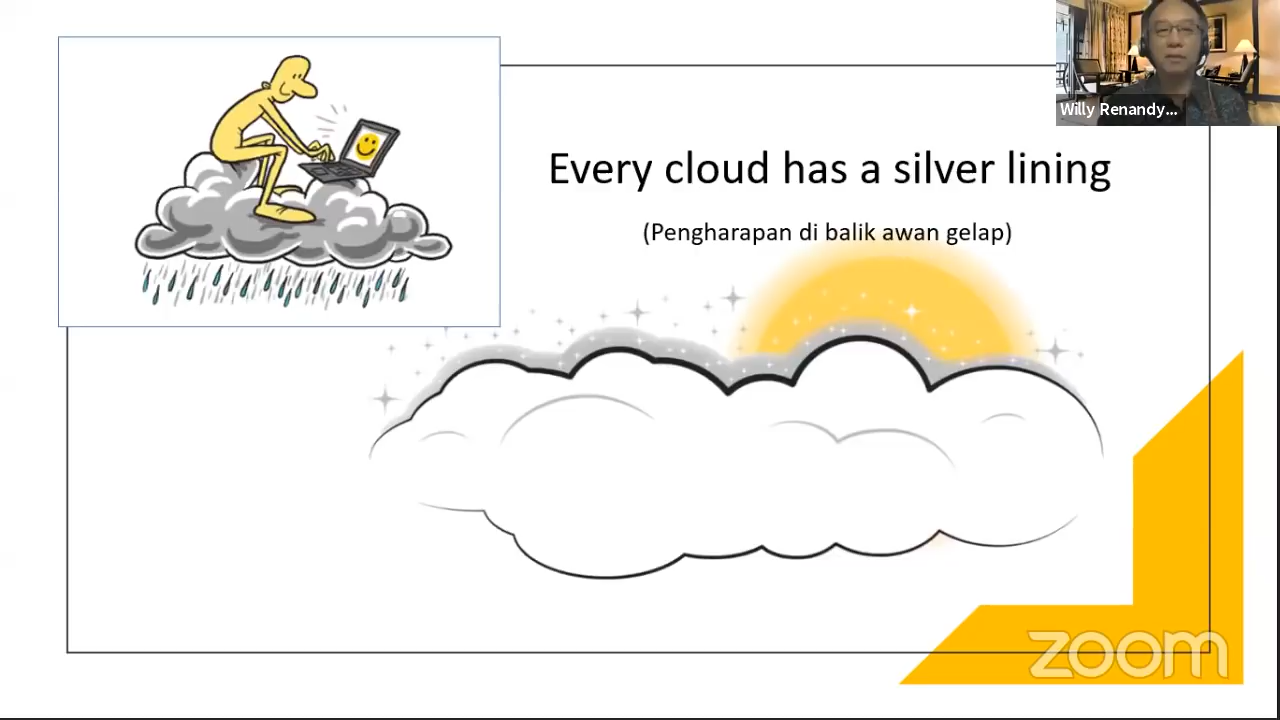 Willy Renandy...
Every cloud has a silver lining
(Pengharapan di balik awan gelap)
zoom